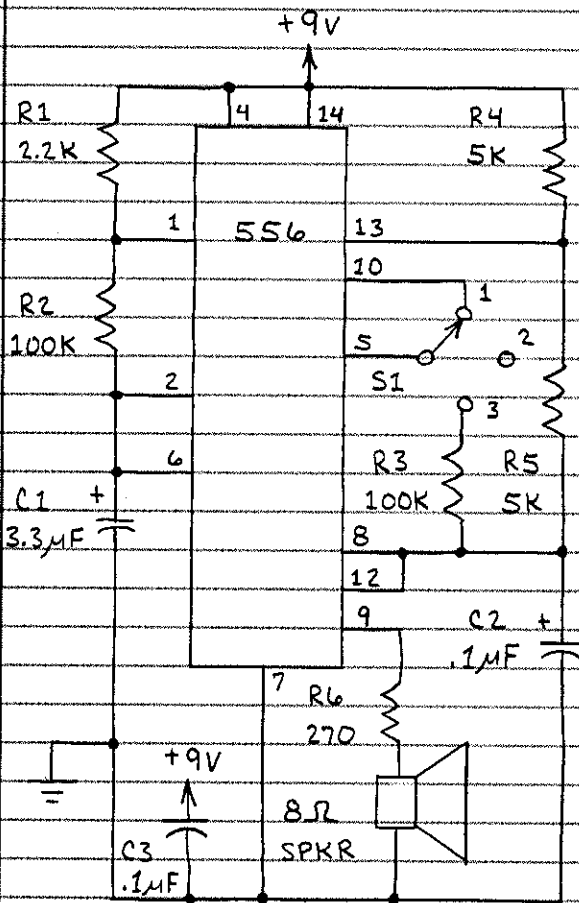 +9V
4 14
R1
2.2K
R4
5K
1
556
13
10
1
R2
100K
5
2
S1
2
3
6
R3
100K
R5
5K
C1 +
3.3μF
8
12
9
C2 +
.1μF
7
R6
270
+9V
8Ω
SPKR
C3
.1μF